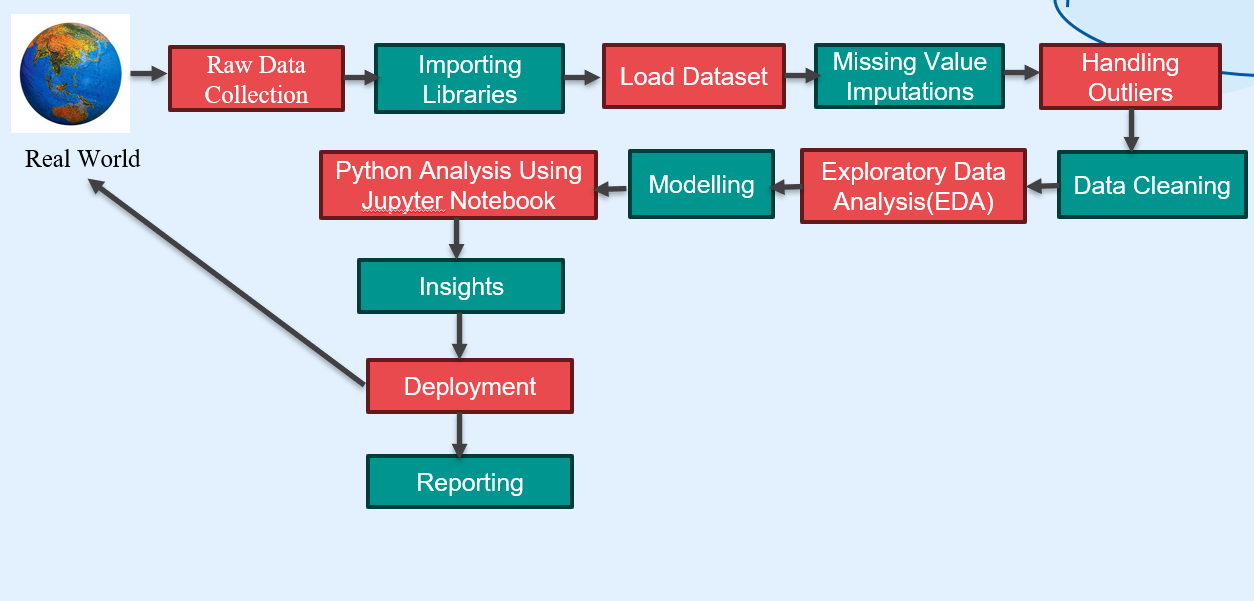 Raw Data
Collection
Importing
Libraries
Load Dataset
Missing Value
Imputations
Handling
Outliers
Real World
Python Analysis Using
Jupyter Notebook
Modelling
Exploratory Data
Analysis(EDA)
Data Cleaning
Insights
Deployment
Reporting